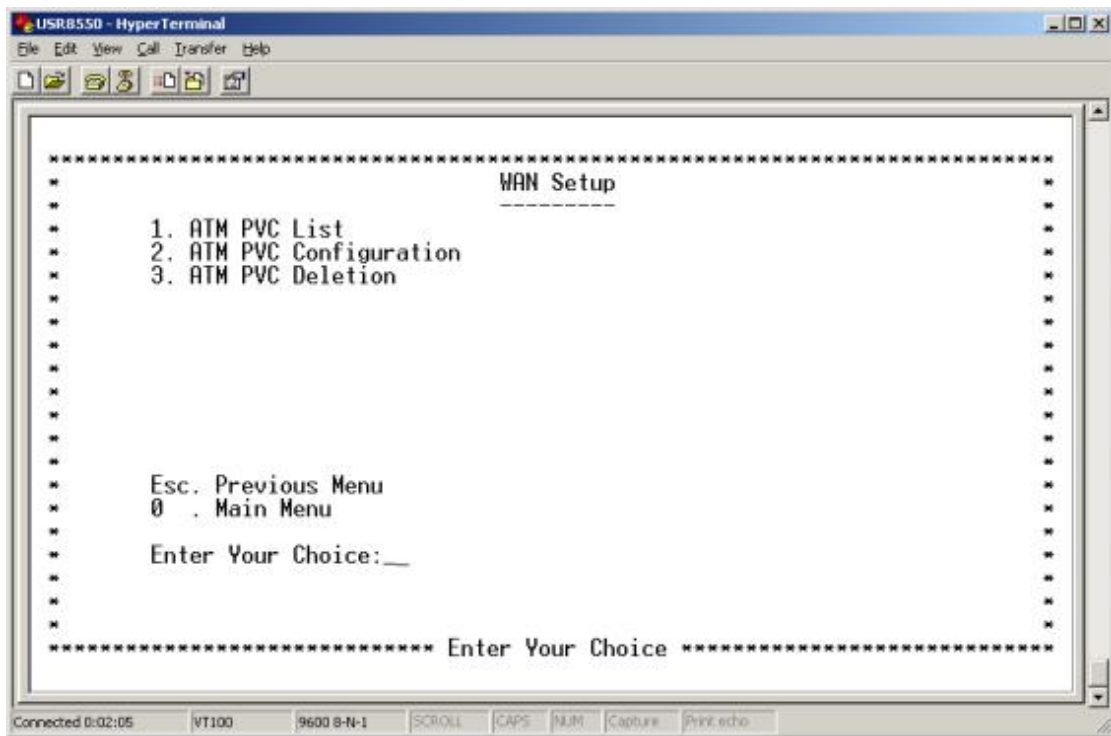 USR8550 - HyperTerminal
File Edit View Call Transfer Help
******************************************************************************
* WAN Setup *
* --------- *
* 1. ATM PVC List *
* 2. ATM PVC Configuration *
* 3. ATM PVC Deletion *
* *
* *
* *
* *
* *
* *
* *
* *
* Esc. Previous Menu *
* 0 . Main Menu *
* *
* Enter Your Choice:__ *
* *
* *
* *
****************************** Enter Your Choice *****************************
Connected 0:02:05 VT100 9600 8-N-1 SCROLL CAPS NUM Capture Print echo